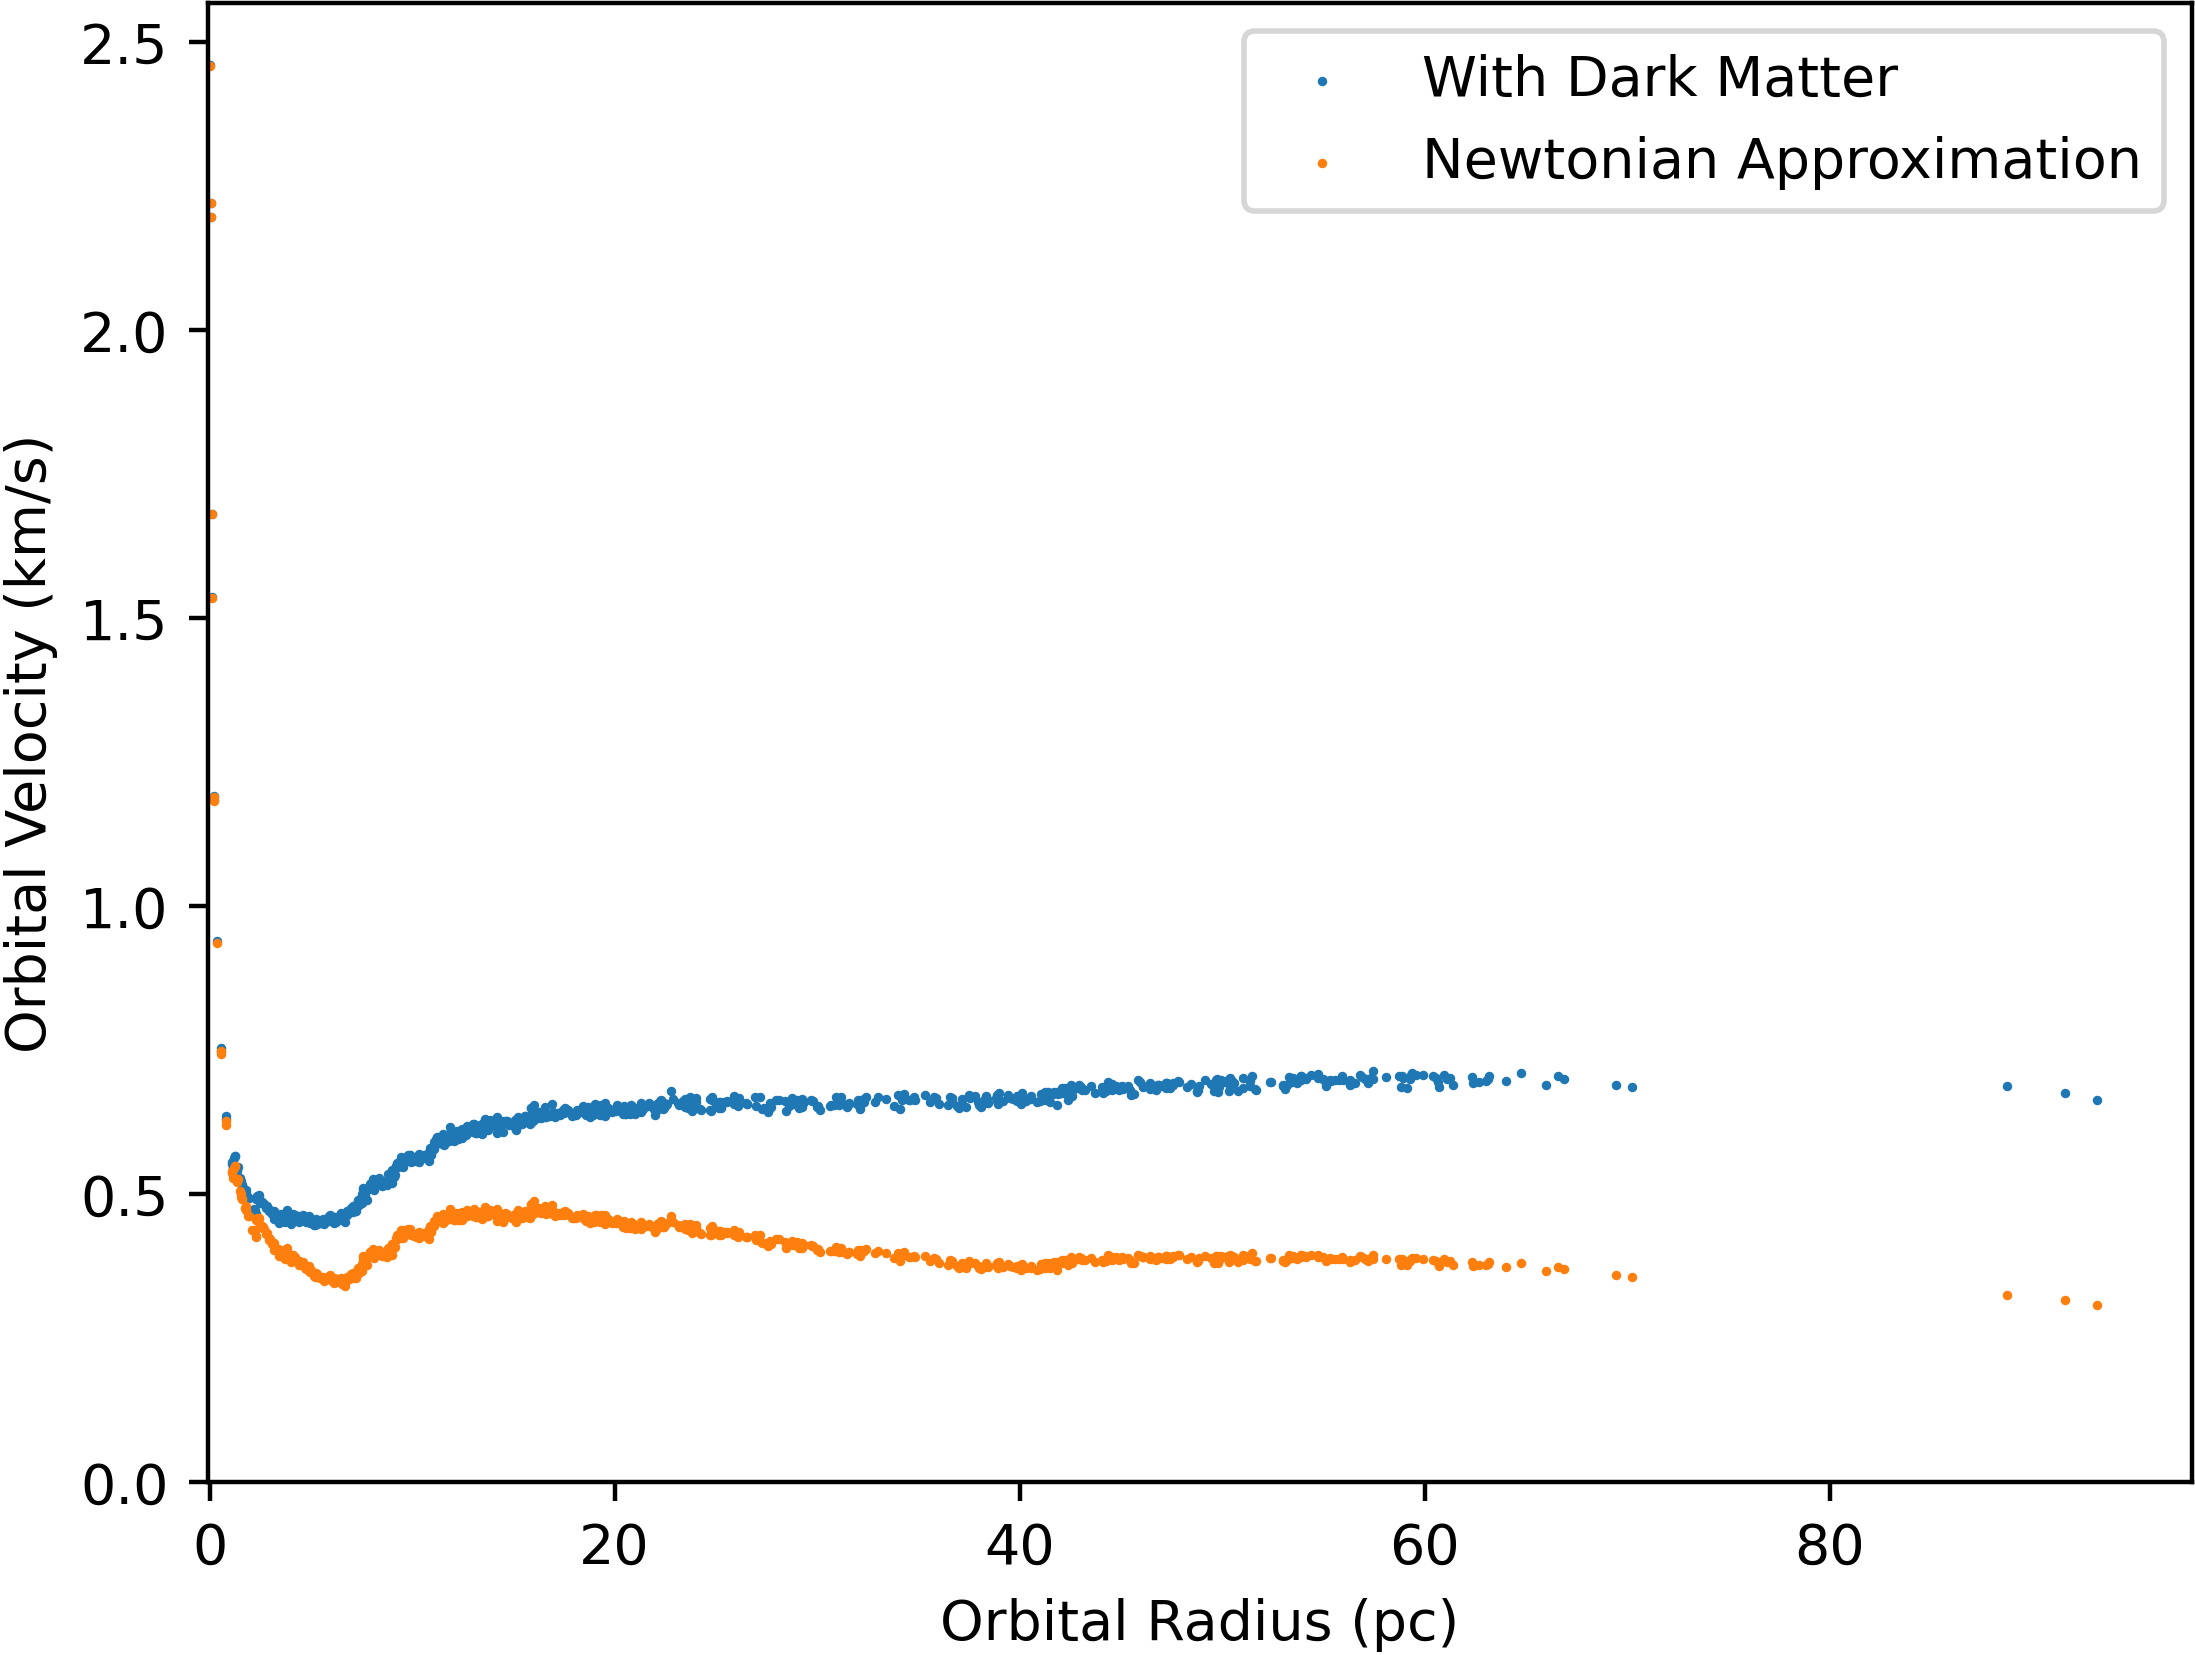 2.5
2.0
1.5
1.0
0.5
0.0
Orbital Velocity (km/s)
With Dark Matter
Newtonian Approximation
0 20 40 60 80
Orbital Radius (pc)